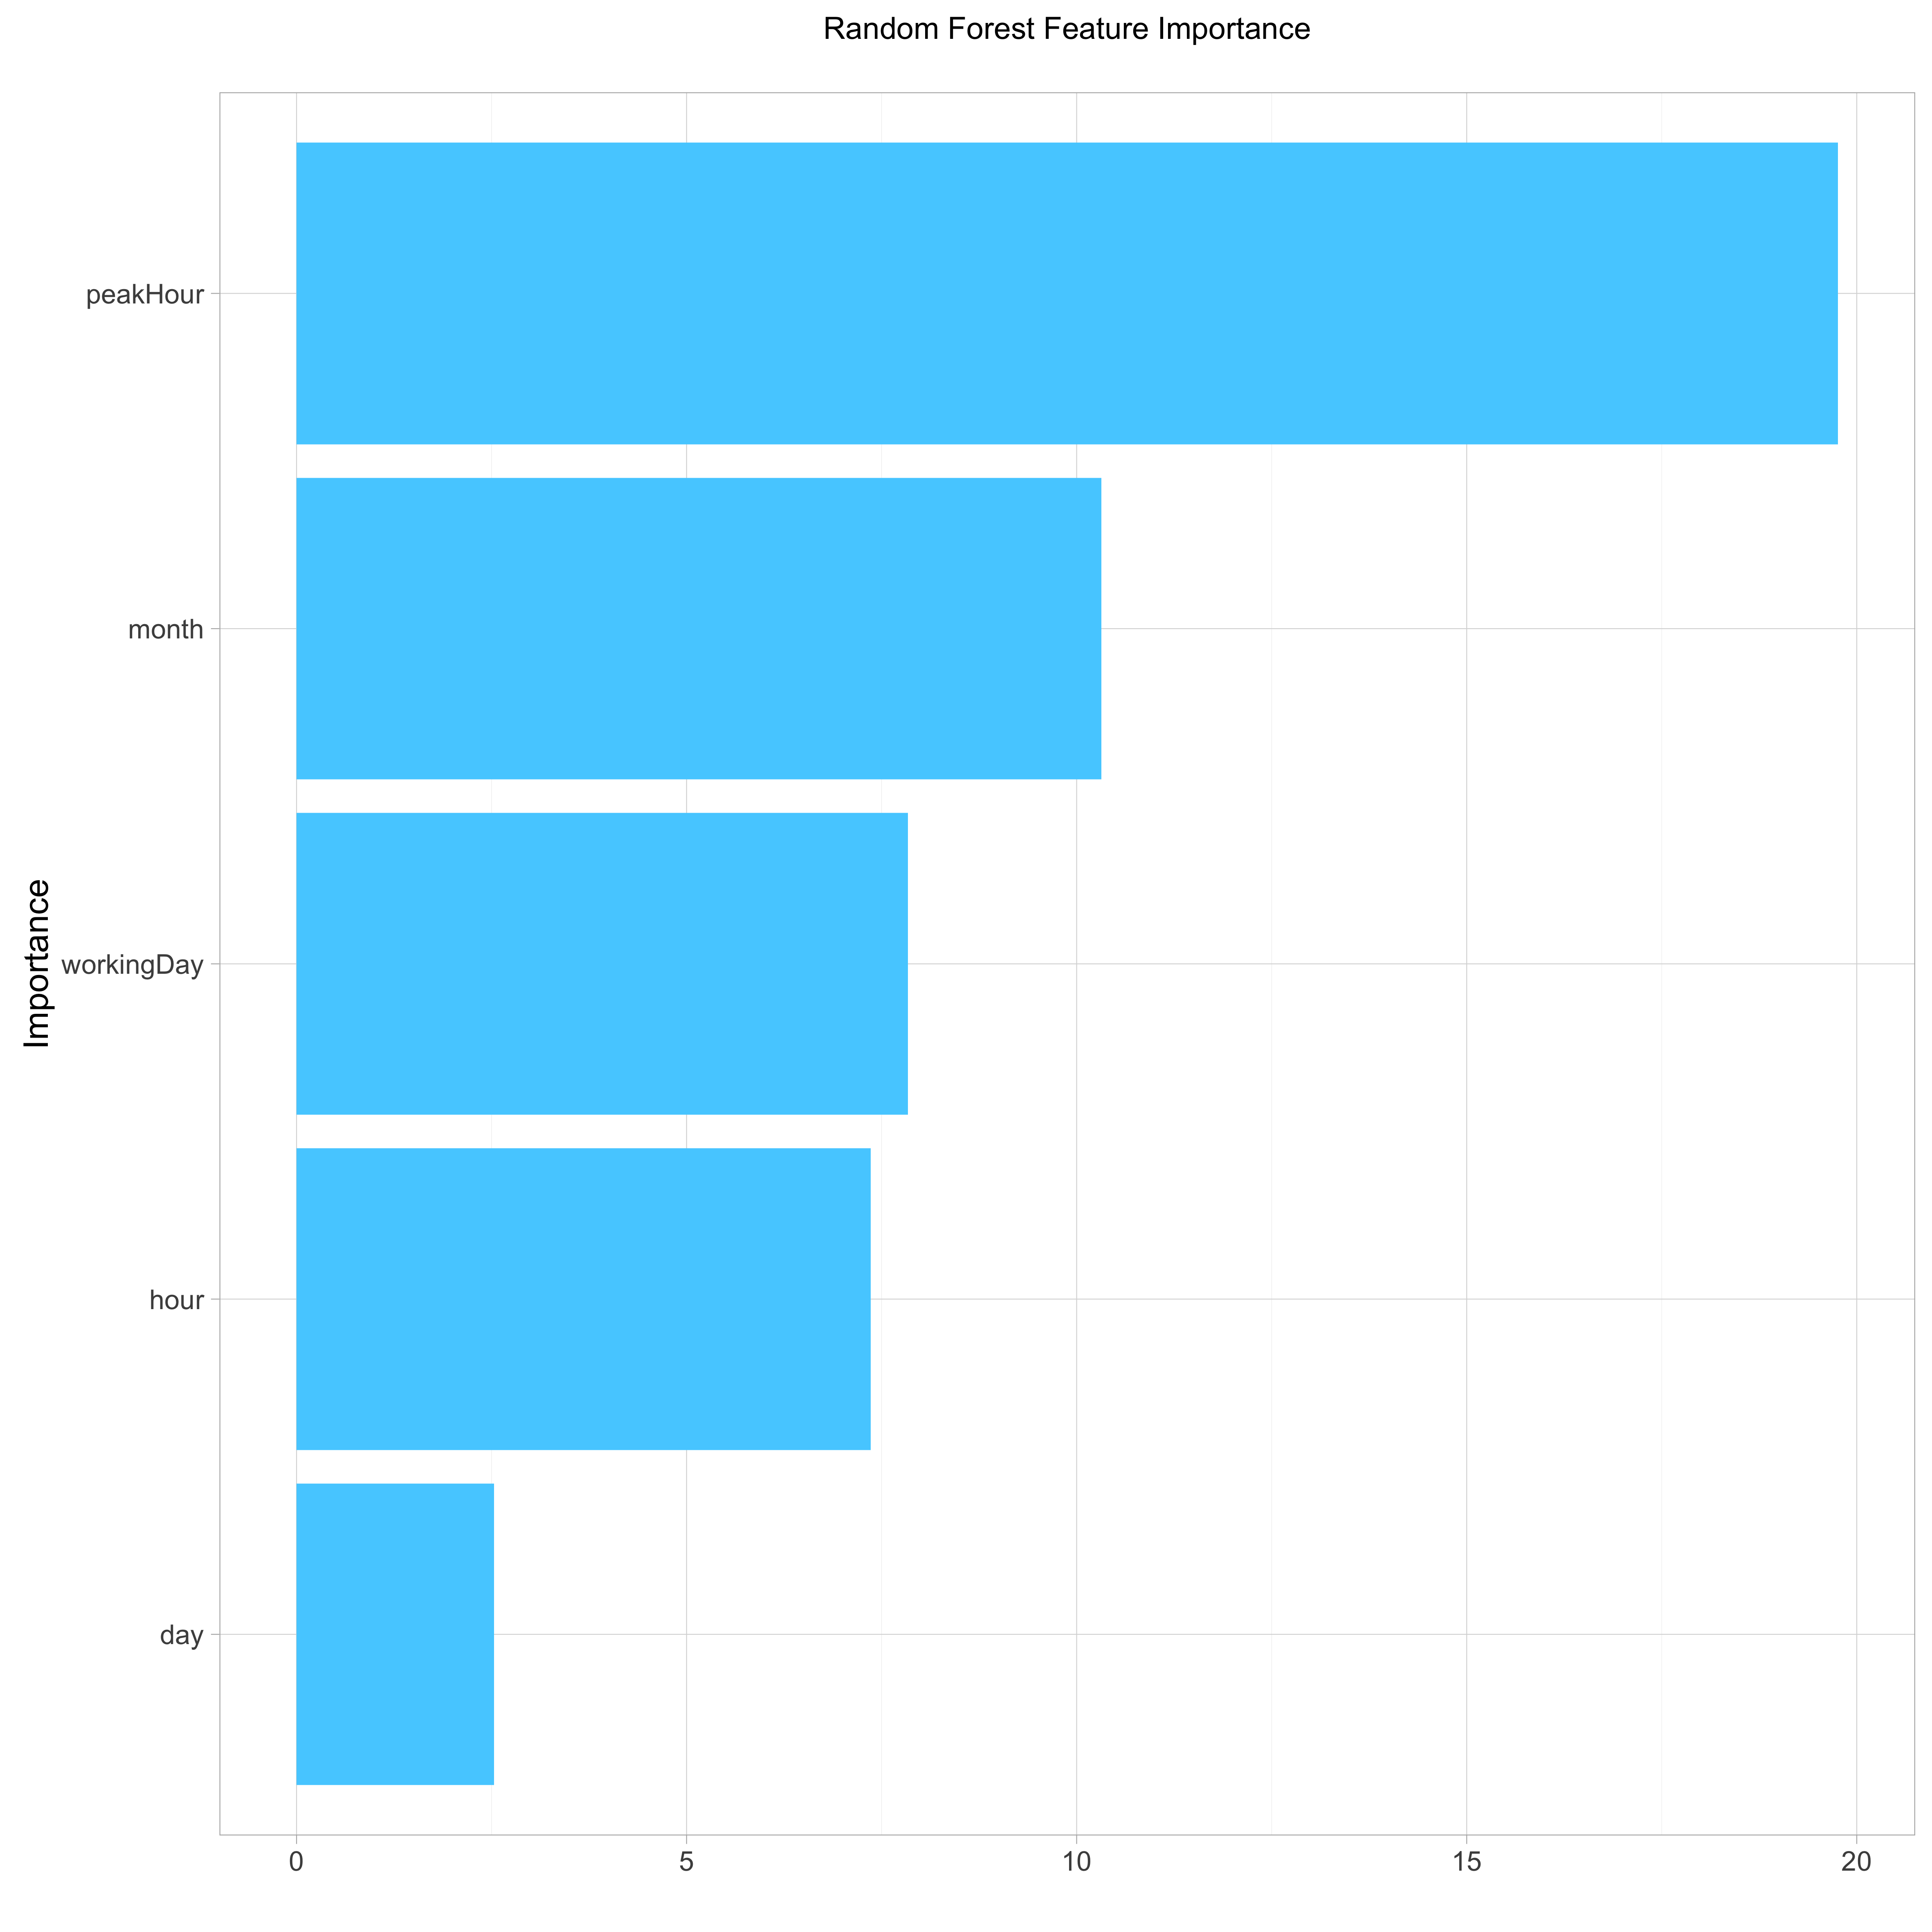 Random Forest Feature Importance
Importance
peakHour
month
workingDay
hour
day
0 5 10 15 20